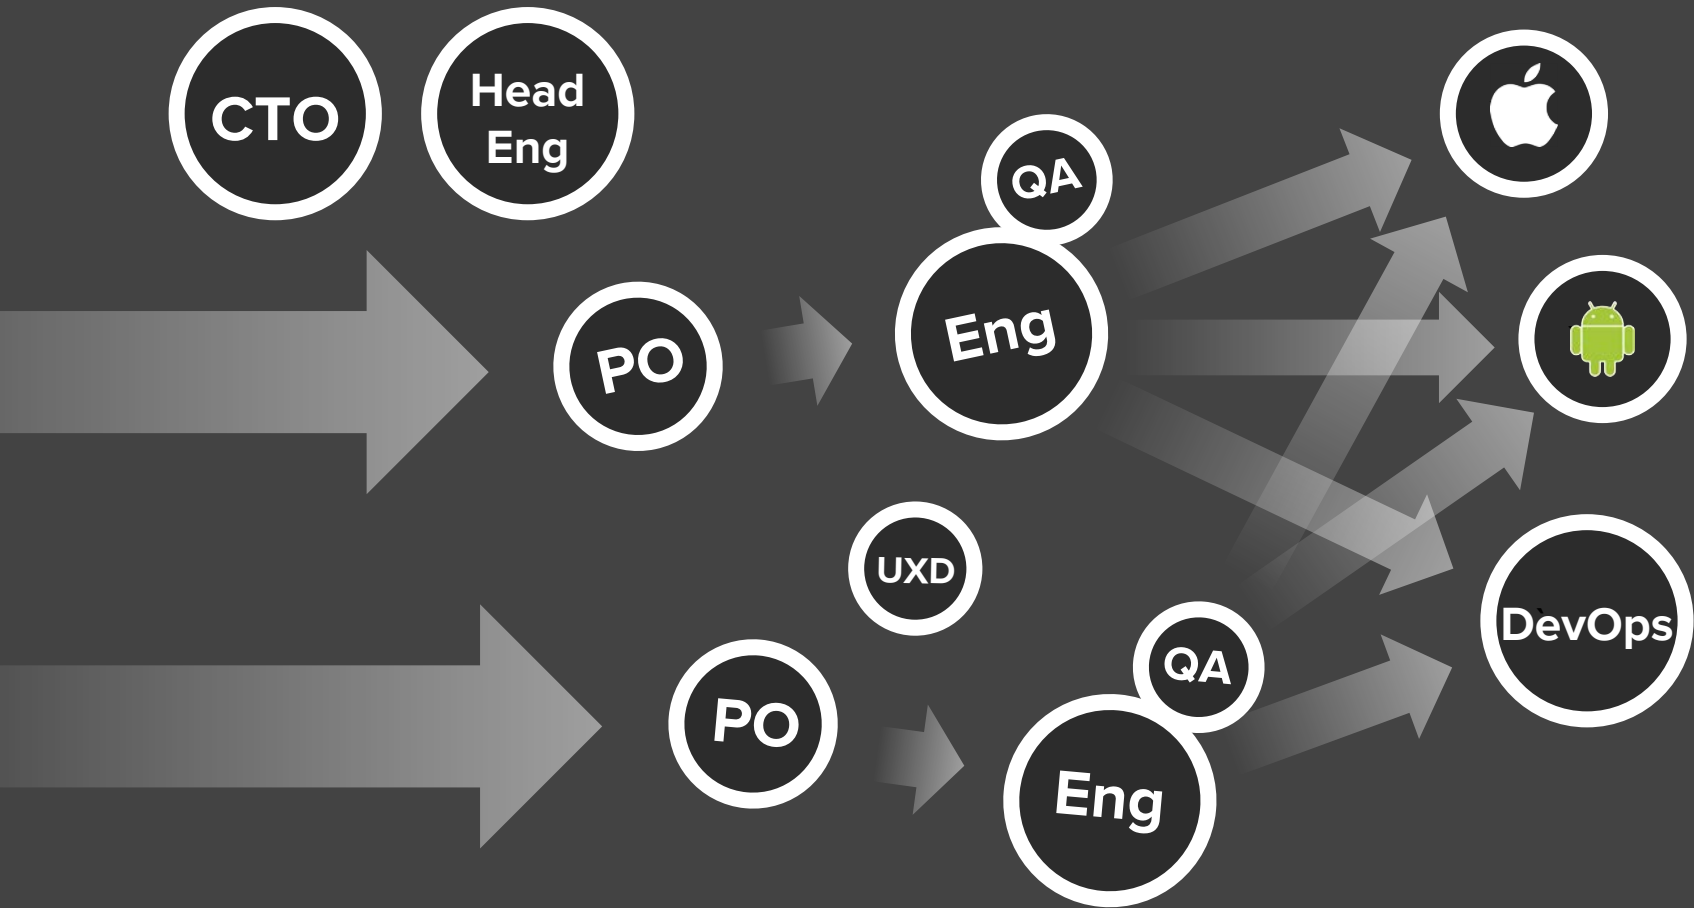 CTO
Head
Eng
QA
Eng
PO
UXD
QA
PO
Eng
DevOps